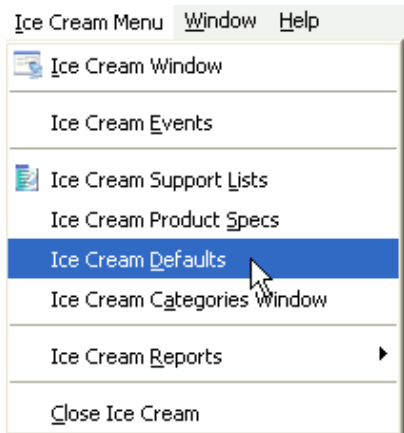 Ice Cream Menu Window Help
Ice Cream Window
Ice Cream Events
Ice Cream Support Lists
Ice Cream Product Specs
Ice Cream Defaults
Ice Cream Categories Window
Ice Cream Reports
Close Ice Cream